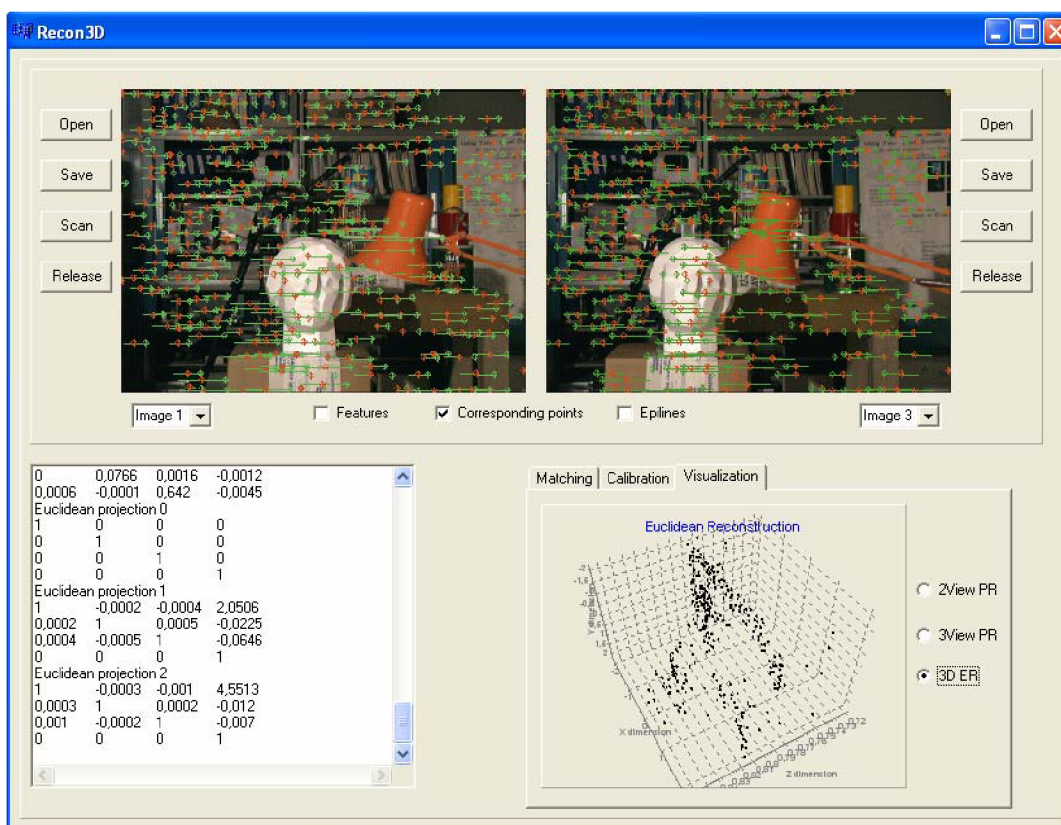 Recon3D
Open
Save
Scan
Release
Open
Save
Scan
Release
Image 1
Features
Corresponding points
Epilines
Image 3
0 0,0766 0,0016 -0,0012
0,0006 -0,0001 0,642 -0,0045
Euclidean projection 0
1 0 0 0
0 1 0 0
0 0 1 0
0 0 0 1
Euclidean projection 1
1 -0,0002 -0,0004 2,0506
0,0002 1 0,0005 -0,0225
0,0004 -0,0005 1 -0,0646
0 0 0 1
Euclidean projection 2
1 -0,0003 -0,001 4,5513
0,0003 1 0,0002 -0,012
0,001 -0,0002 1 -0,007
0 0 0 1
Matching Calibration Visualization
Euclidean Reconstruction
Y dimension
X dimension
Z dimension
2View PR
3View PR
3D ER